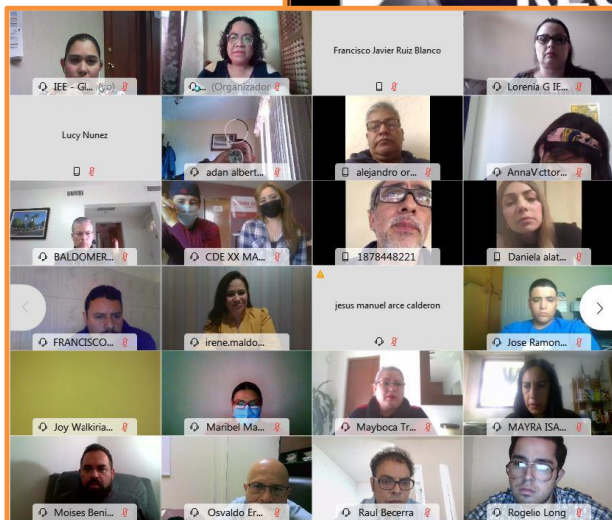 IEE - Gl... (yo)
(Organizador
Francisco Javier Ruiz Blanco
Lorenia G IE...
Lucy Nunez
adan albert...
alejandro or...
AnnaVcttor...
BALDOMER...
CDE XX MA...
1878448221
Daniela alat...
FRANCISCO...
irene.maldo...
jesus manuel arce calderon
Jose Ramon...
Joy Walkiria...
Maribel Ma...
Mayboca Tr...
MAYRA ISA...
Moises Beni...
Osvaldo Er...
Raul Becerra
Rogelio Long